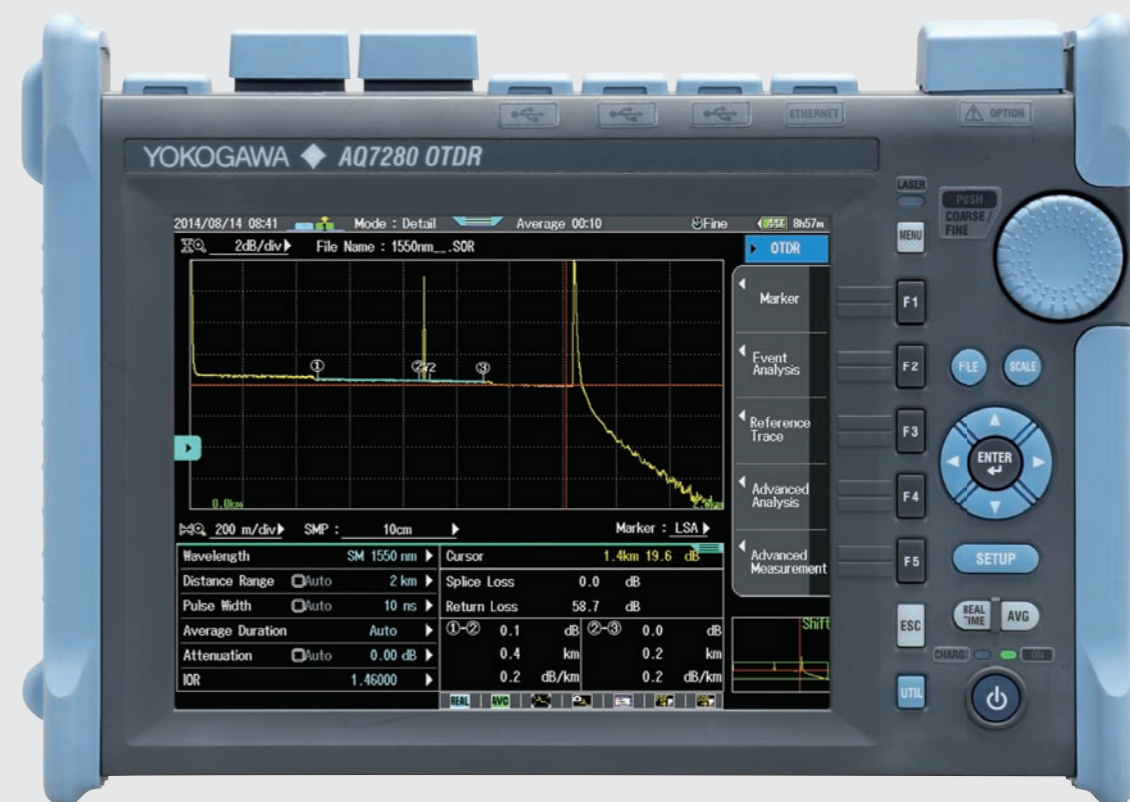 ETHERNET
OPTION
YOKOGAWA ◆ AQ7280 OTDR
LASER
PUSH
COARSE /
FINE
MENU
2014/08/14 08:41 Mode : Detail Average 00:10 Fine 8h57m
2dB/div File Name : 1550nm__.SOR
OTDR
Marker
F1
① ② 2 ③
Event
Analysis
F2
FILE
SCALE
Reference
Trace
F3
ENTER
Advanced
Analysis
F4
0.0km
200 m/div SMP : 10cm Marker : LSA
Advanced
Measurement
F5
SETUP
Wavelength SM 1550 nm Cursor 1.4km 19.6 dB
Distance Range Auto 2 km Splice Loss 0.0 dB
Pulse Width Auto 10 ns Return Loss 58.7 dB
Average Duration Auto ①-② 0.1 dB ②-③ 0.0 dB
Attenuation Auto 0.00 dB 0.4 km 0.2 km
IOR 1.46000 0.2 dB/km 0.2 dB/km
Shift
REAL AVG
ESC
REAL
TIME
AVG
ON
UTIL